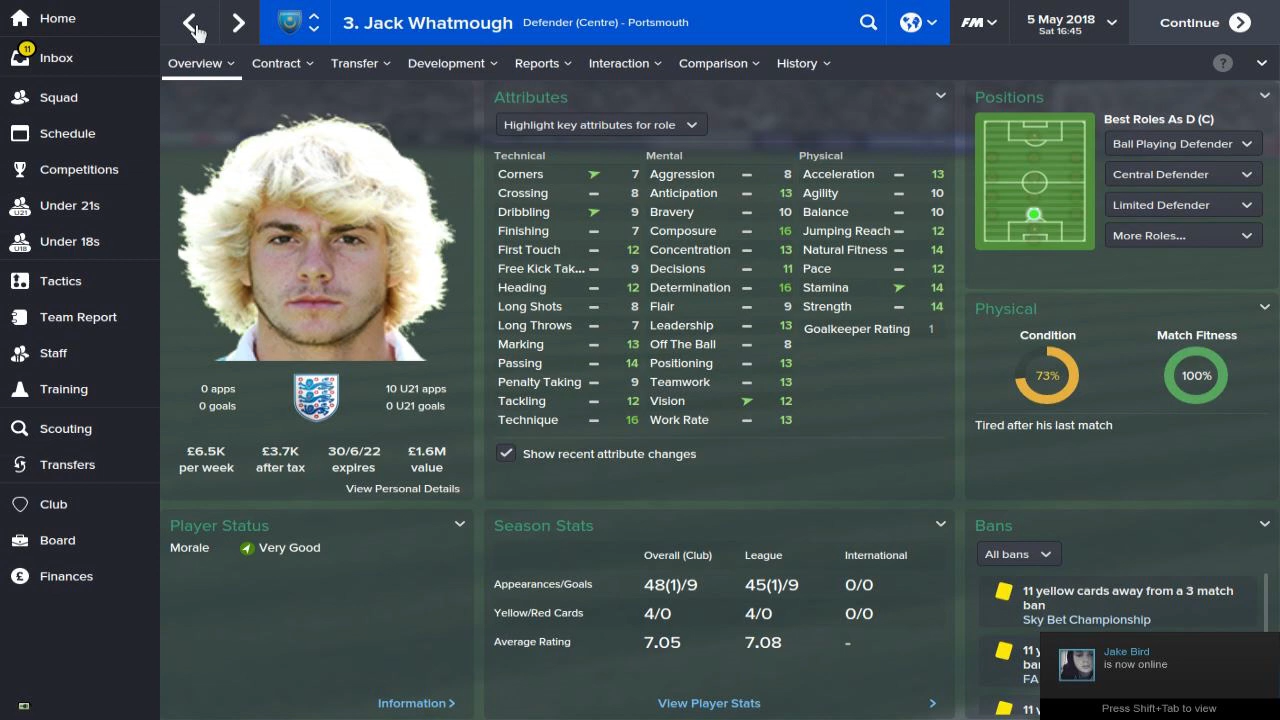 Home
11
Inbox
Squad
Schedule
Competitions
U21
Under 21s
U18
Under 18s
Tactics
Team Report
Staff
Training
Scouting
Transfers
Club
Board
£
Finances
3. Jack Whatmough Defender (Centre) - Portsmouth
FM
5 May 2018
Sat 16:45
Continue
Overview Contract Transfer Development Reports Interaction Comparison History
?
0 apps
0 goals
10 U21 apps
0 U21 goals
£6.5K
per week
£3.7K
after tax
30/6/22
expires
£1.6M
value
View Personal Details
Attributes
Highlight key attributes for role
Technical Mental Physical
Corners 7 Aggression 8 Acceleration 13
Crossing 8 Anticipation 13 Agility 10
Dribbling 9 Bravery 10 Balance 10
Finishing 7 Composure 16 Jumping Reach 12
First Touch 12 Concentration 13 Natural Fitness 14
Free Kick Tak... 9 Decisions 11 Pace 12
Heading 12 Determination 16 Stamina 14
Long Shots 8 Flair 9 Strength 14
Long Throws 7 Leadership 13 Goalkeeper Rating 1
Marking 13 Off The Ball 8
Passing 14 Positioning 13
Penalty Taking 9 Teamwork 13
Tackling 12 Vision 12
Technique 16 Work Rate 13
Show recent attribute changes
Positions
Best Roles As D (C)
Ball Playing Defender
Central Defender
Limited Defender
More Roles...
Physical
Condition
73%
Match Fitness
100%
Tired after his last match
Player Status
Morale Very Good
Information >
Season Stats
Overall (Club) League International
Appearances/Goals 48(1)/9 45(1)/9 0/0
Yellow/Red Cards 4/0 4/0 0/0
Average Rating 7.05 7.08 -
View Player Stats >
Bans
All bans
11 yellow cards away from a 3 match
ban
Sky Bet Championship
11 y
ba
FA
11 y
Jake Bird
is now online
Press Shift+Tab to view